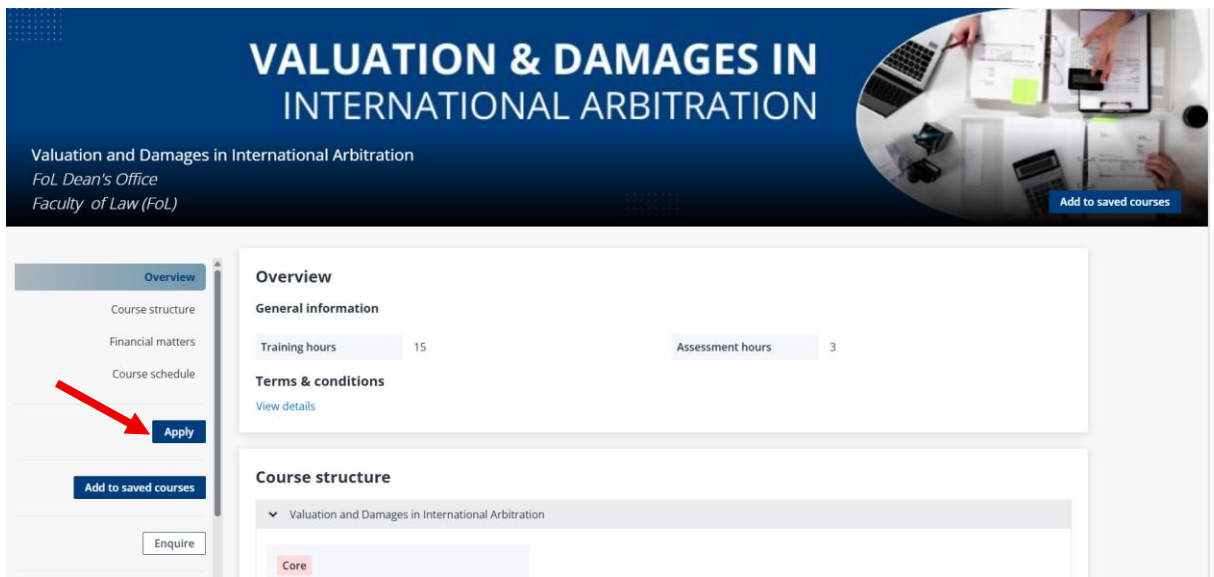 VALUATION & DAMAGES IN
INTERNATIONAL ARBITRATION
Valuation and Damages in International Arbitration
FoL Dean's Office
Faculty of Law (FoL)
Add to saved courses
Overview
Course structure
Financial matters
Course schedule
Apply
Add to saved courses
Enquire
Overview
General information
Training hours 15 Assessment hours 3
Terms & conditions
View details
Course structure
Valuation and Damages in International Arbitration
Core